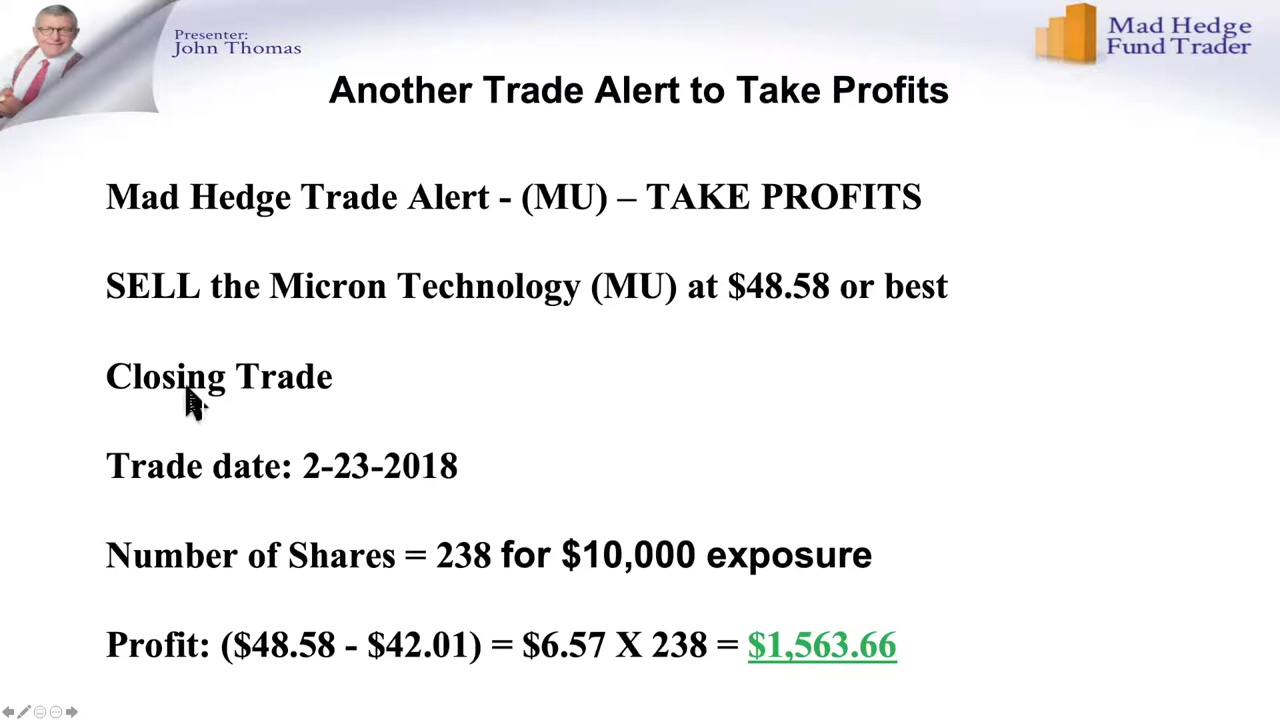 Presenter:
John Thomas
Mad Hedge
Fund Trader
Another Trade Alert to Take Profits
Mad Hedge Trade Alert - (MU) – TAKE PROFITS
SELL the Micron Technology (MU) at $48.58 or best
Closing Trade
Trade date: 2-23-2018
Number of Shares = 238 for $10,000 exposure
Profit: ($48.58 - $42.01) = $6.57 X 238 = $1,563.66